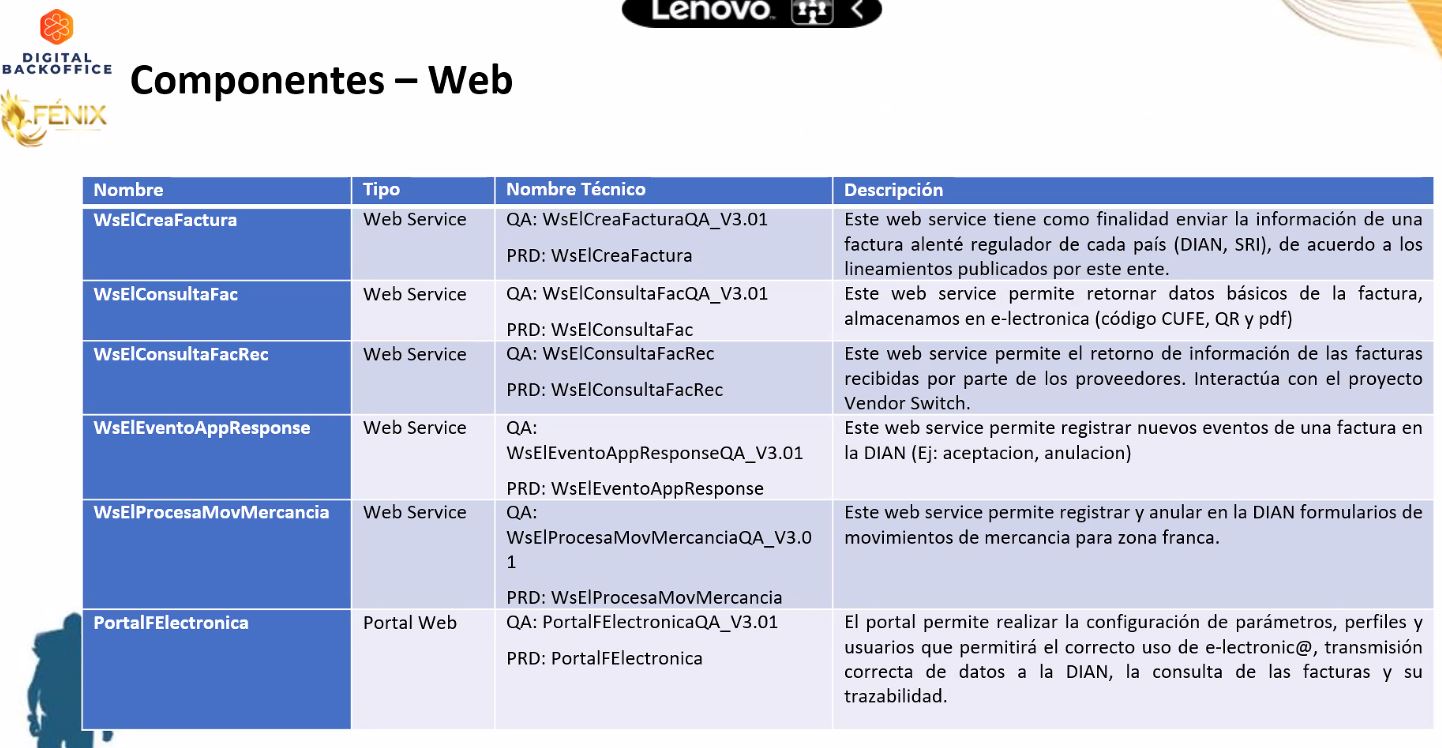 Lenovo
DIGITAL
BACKOFFICE
FÉNIX
Componentes – Web
Nombre Tipo Nombre Técnico Descripción
WsElCreaFactura Web Service QA: WsElCreaFacturaQA_V3.01
PRD: WsElCreaFactura
Este web service tiene como finalidad enviar la información de una
factura alenté regulador de cada país (DIAN, SRI), de acuerdo a los
lineamientos publicados por este ente.
WsElConsultaFac Web Service QA: WsElConsultaFacQA_V3.01
PRD: WsElConsultaFac
Este web service permite retornar datos básicos de la factura,
almacenamos en e-lectronica (código CUFE, QR y pdf)
WsElConsultaFacRec Web Service QA: WsElConsultaFacRec
PRD: WsElConsultaFacRec
Este web service permite el retorno de información de las facturas
recibidas por parte de los proveedores. Interactúa con el proyecto
Vendor Switch.
WsElEventoAppResponse Web Service QA:
WsElEventoAppResponseQA_V3.01
PRD: WsElEventoAppResponse
Este web service permite registrar nuevos eventos de una factura en
la DIAN (Ej: aceptacion, anulacion)
WsElProcesaMovMercancia Web Service QA:
WsElProcesaMovMercanciaQA_V3.0
1
PRD: WsElProcesaMovMercancia
Este web service permite registrar y anular en la DIAN formularios de
movimientos de mercancia para zona franca.
PortalFElectronica Portal Web QA: PortalFElectronicaQA_V3.01
PRD: PortalFElectronica
El portal permite realizar la configuración de parámetros, perfiles y
usuarios que permitirá el correcto uso de e-lectronic@, transmisión
correcta de datos a la DIAN, la consulta de las facturas y su
trazabilidad.